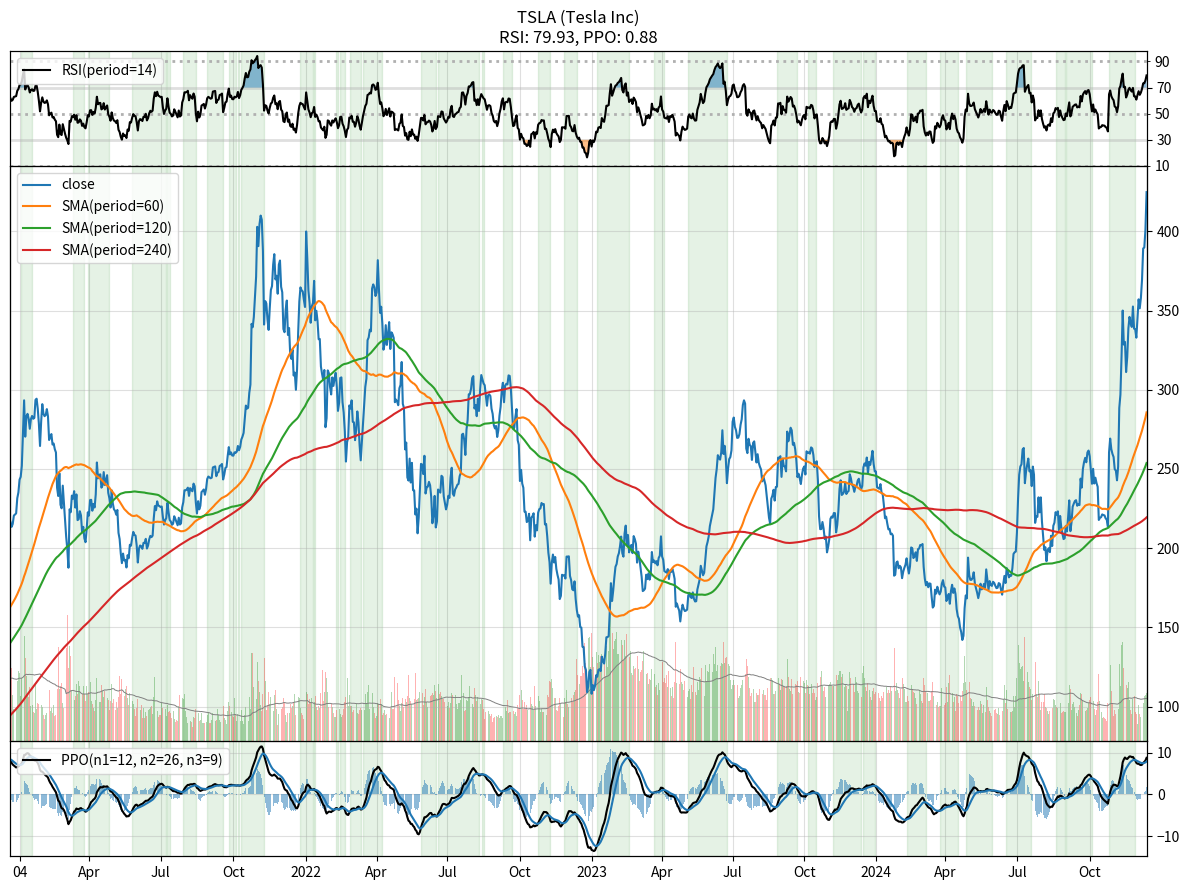 TSLA (Tesla Inc)
RSI: 79.93, PPO: 0.88
RSI(period=14)
90
70
50
30
10
close
SMA(period=60)
SMA(period=120)
SMA(period=240)
400
350
300
250
200
150
100
PPO(n1=12, n2=26, n3=9)
10
0
−10
04 Apr Jul Oct 2022 Apr Jul Oct 2023 Apr Jul Oct 2024 Apr Jul Oct